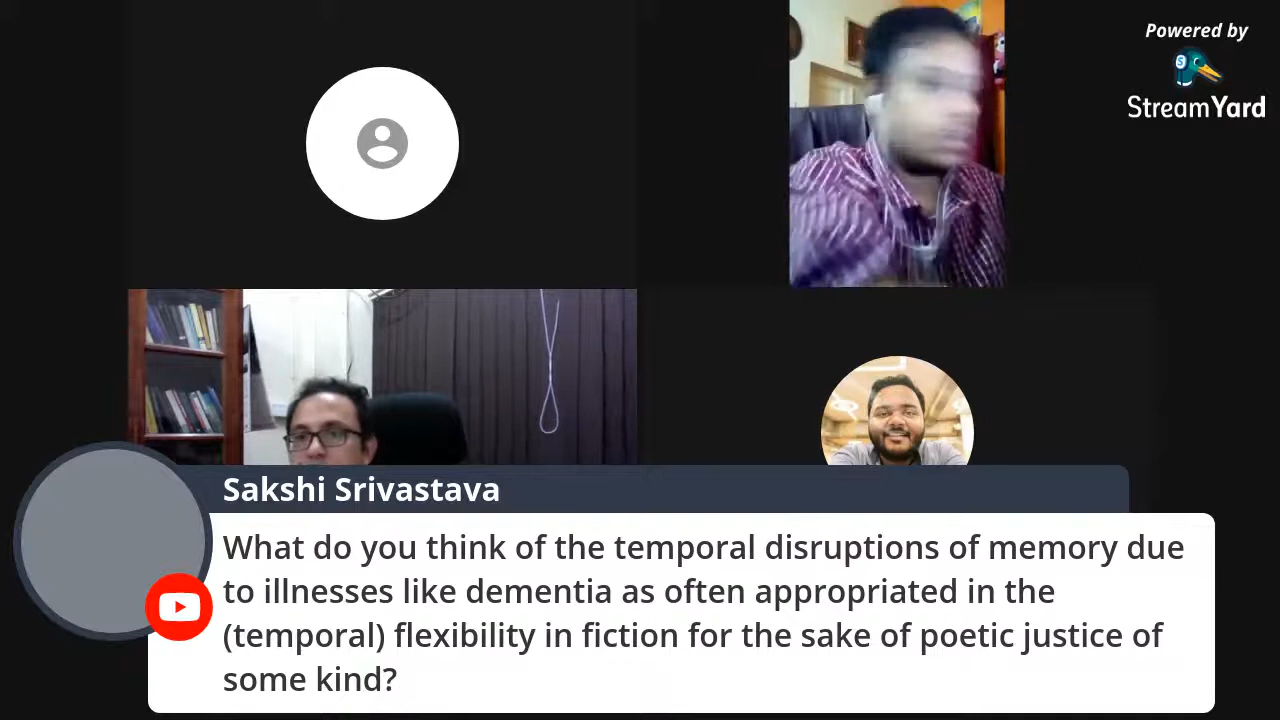 Powered by
StreamYard
Sakshi Srivastava
What do you think of the temporal disruptions of memory due
to illnesses like dementia as often appropriated in the
(temporal) flexibility in fiction for the sake of poetic justice of
some kind?